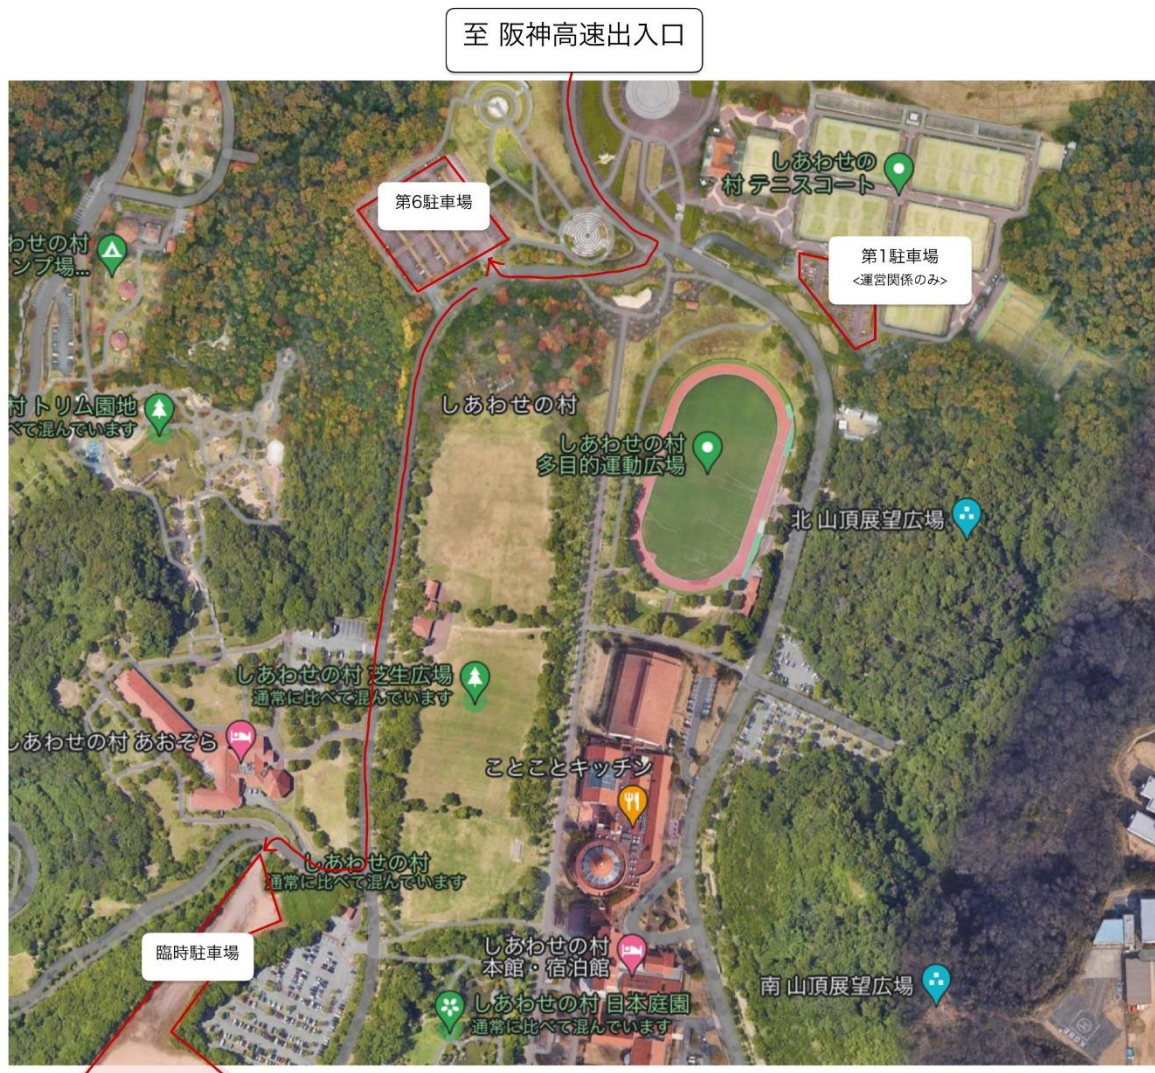 至 阪神高速出入口
しあわせの
村 テニスコート
第6駐車場
わせの村
ンプ場...
第1駐車場
<運営関係のみ>
村 トリム園地
べて混んでいます
しあわせの村
しあわせの村
多目的運動広場
北 山頂展望広場
しあわせの村 芝生広場
通常に比べて混んでいます
しあわせの村 あおぞら
ことことキッチン
しあわせの村
通常に比べて混んでいます
臨時駐車場
しあわせの村
本館・宿泊館
南 山頂展望広場
しあわせの村 日本庭園
通常に比べて混んでいます
KOBE